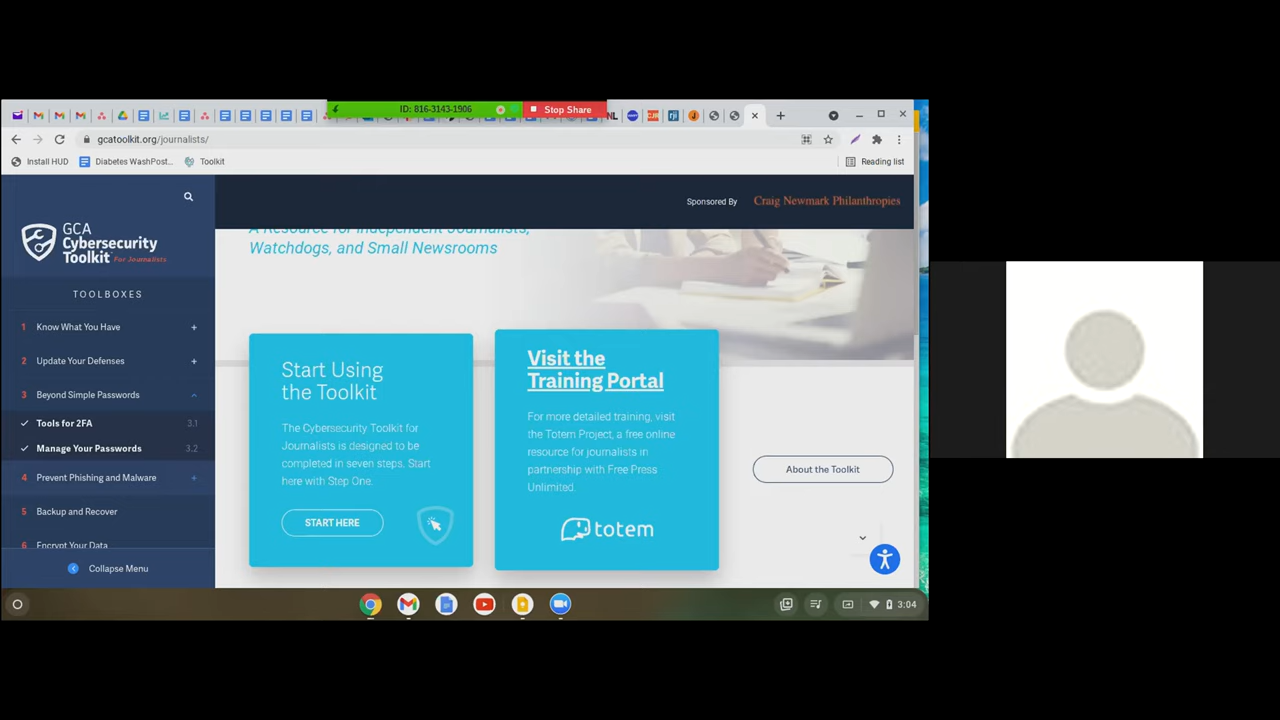 ID: 816-3143-1906
Stop Share
NL
gcatoolkit.org/journalists/
Install HUD
Diabetes WashPost...
Toolkit
Reading list
Sponsored By
Craig Newmark Philanthropies
GCA
Cybersecurity
Toolkit For Journalists
TOOLBOXES
1 Know What You Have +
2 Update Your Defenses +
3 Beyond Simple Passwords
Tools for 2FA 3.1
Manage Your Passwords 3.2
4 Prevent Phishing and Malware +
5 Backup and Recover
6 Encrypt Your Data
Collapse Menu
A Resource for Independent Journalists,
Watchdogs, and Small Newsrooms
Start Using
the Toolkit
The Cybersecurity Toolkit for
Journalists is designed to be
completed in seven steps. Start
here with Step One.
START HERE
Visit the
Training Portal
For more detailed training, visit
the Totem Project, a free online
resource for journalists in
partnership with Free Press
Unlimited.
totem
About the Toolkit
3:04